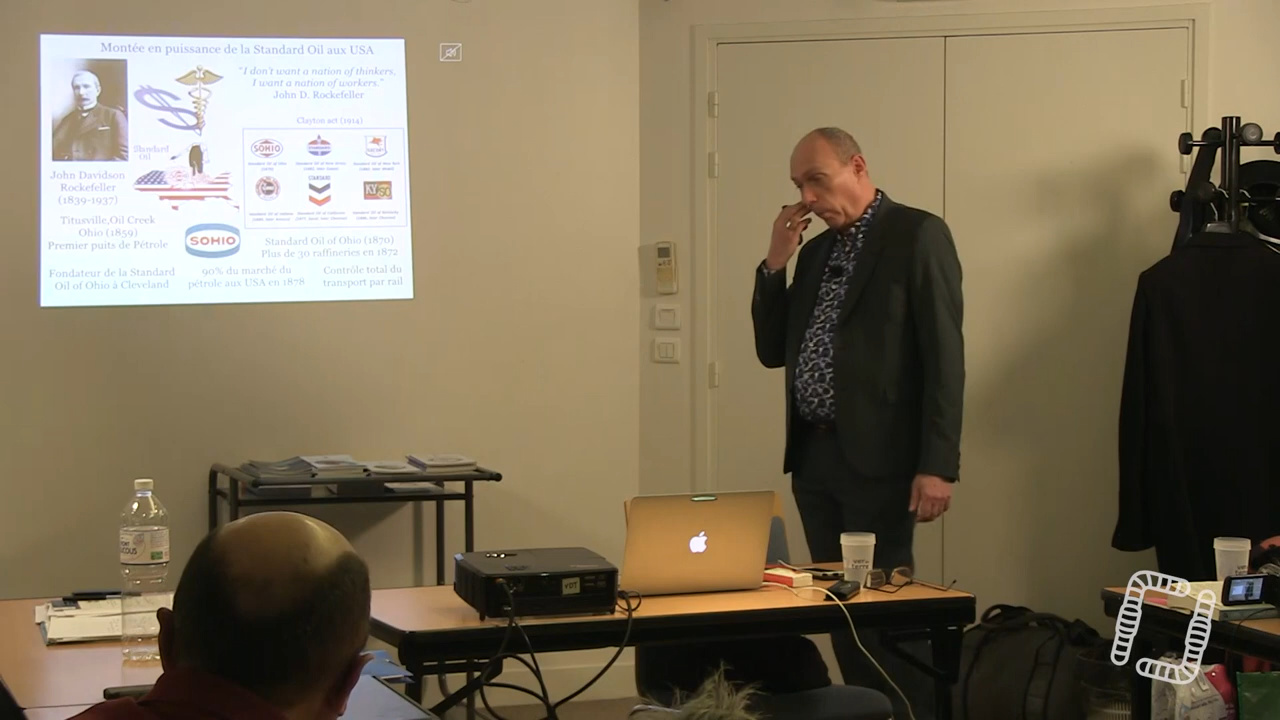 Montée en puissance de la Standard Oil aux USA
"I don't want a nation of thinkers,
I want a nation of workers."
John D. Rockefeller
Clayton act (1914)
Standard
Oil
SOHIO
STANDARD
KYSO
John Davidson
Rockefeller
(1839-1937)
Titusville,Oil Creek
Ohio (1859)
Premier puits de Pétrole
SOHIO
Standard Oil of Ohio (1870)
Plus de 30 raffineries en 1872
Fondateur de la Standard
Oil of Ohio à Cleveland
90% du marché du
pétrole aux USA en 1878
Contrôle total du
transport par rail
VDT